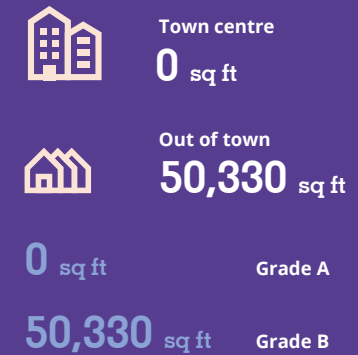 Town centre
0 sq ft
Out of town
50,330 sq ft
0 sq ft Grade A
50,330 sq ft Grade B